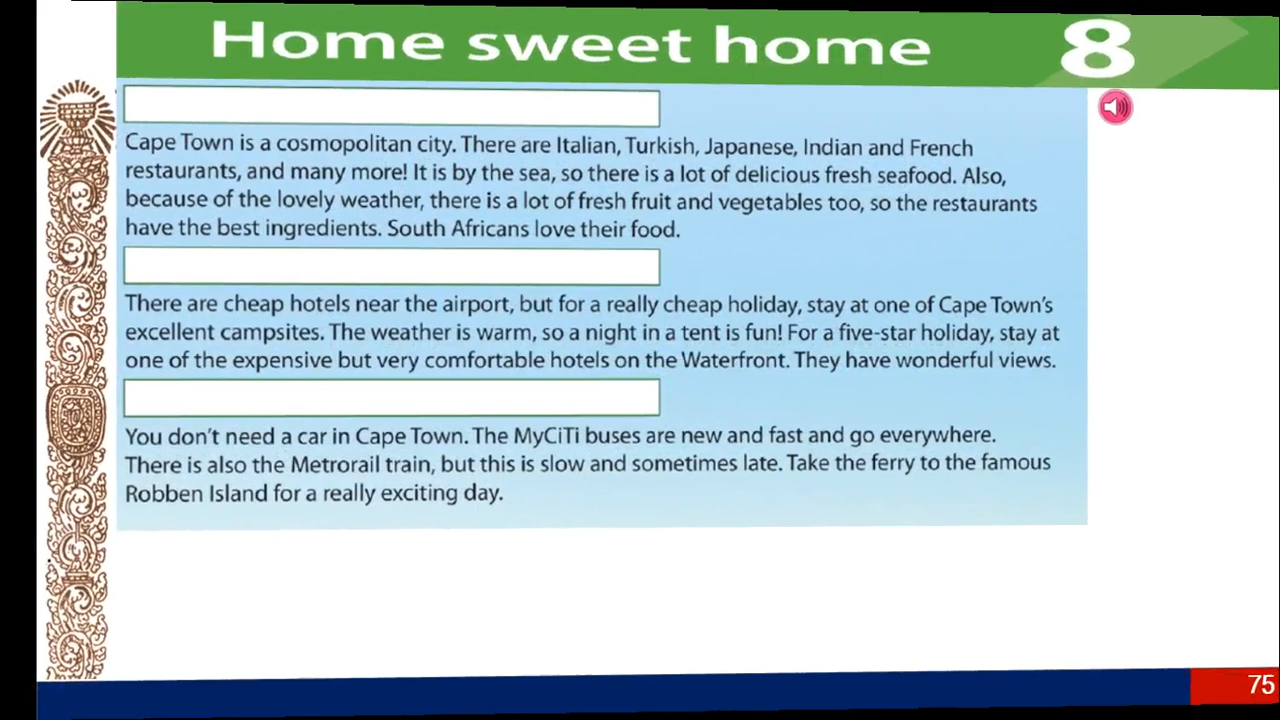 Home sweet home 8
Cape Town is a cosmopolitan city. There are Italian, Turkish, Japanese, Indian and French
restaurants, and many more! It is by the sea, so there is a lot of delicious fresh seafood. Also,
because of the lovely weather, there is a lot of fresh fruit and vegetables too, so the restaurants
have the best ingredients. South Africans love their food.
There are cheap hotels near the airport, but for a really cheap holiday, stay at one of Cape Town's
excellent campsites. The weather is warm, so a night in a tent is fun! For a five-star holiday, stay at
one of the expensive but very comfortable hotels on the Waterfront. They have wonderful views.
You don't need a car in Cape Town. The MyCiTi buses are new and fast and go everywhere.
There is also the Metrorail train, but this is slow and sometimes late. Take the ferry to the famous
Robben Island for a really exciting day.
75